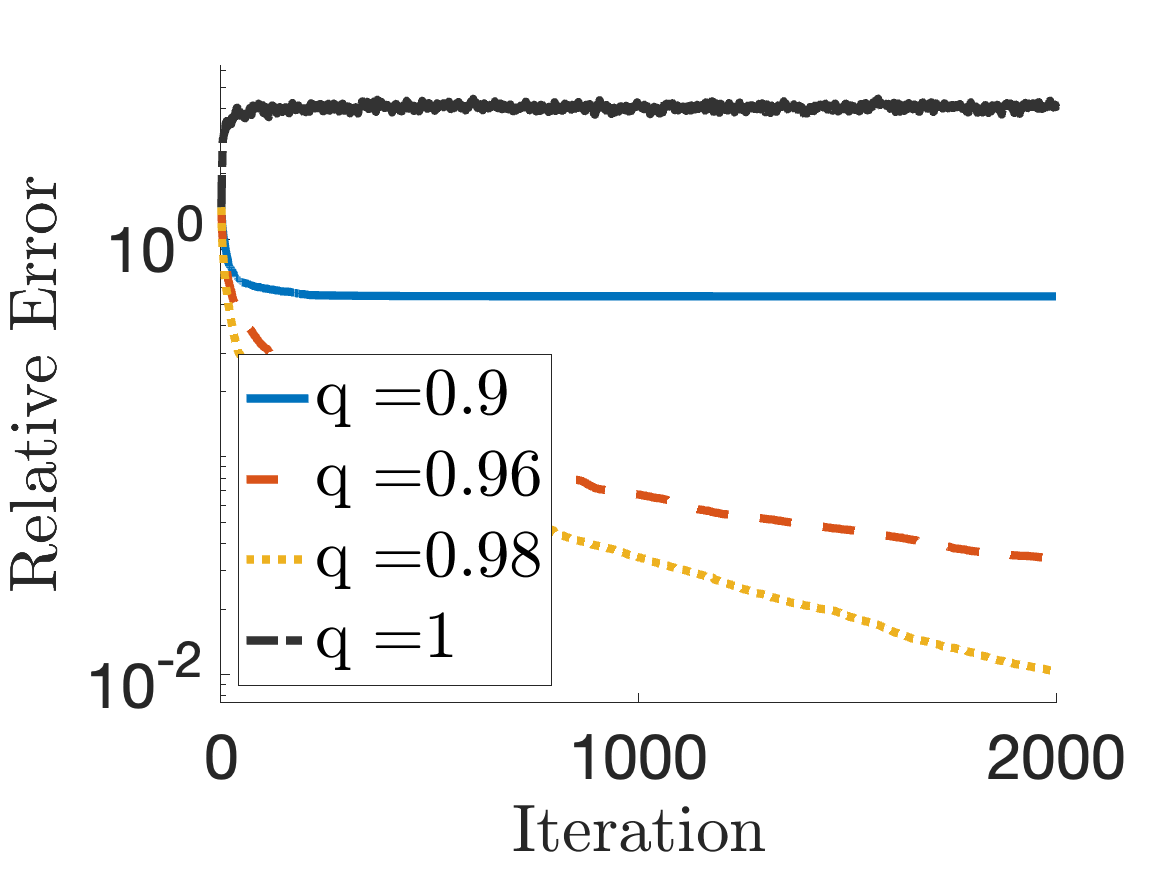 Relative Error
10^0
10^-2
q =0.9
q =0.96
q =0.98
q =1
0
1000
2000
Iteration